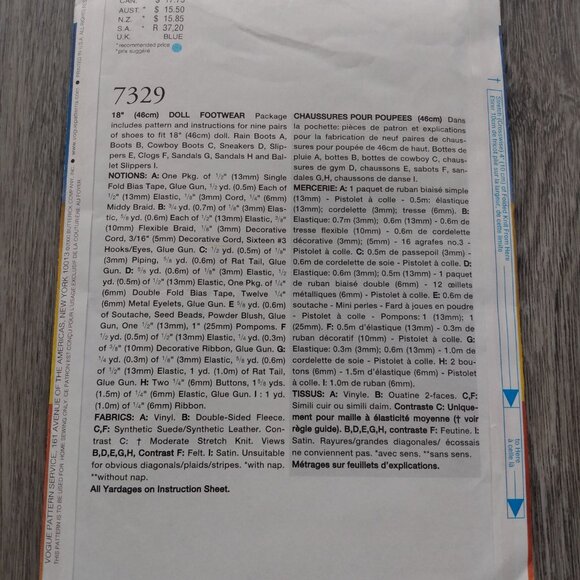 CAN. $ 17.75
AUST. * $ 15.50
N.Z. * $ 15.85
S.A. * R 37,20
U.K. BLUE
*recommended price
*prix suggéré
7329
18" (46cm) DOLL FOOTWEAR Package
includes pattern and instructions for nine pairs
of shoes to fit 18" (46cm) doll. Rain Boots A,
Boots B, Cowboy Boots C, Sneakers D, Slip-
pers E, Clogs F, Sandals G, Sandals H and Bal-
let Slippers I.
NOTIONS: A: One Pkg. of 1/2" (13mm) Single
Fold Bias Tape, Glue Gun, 1/2 yd. (0.5m) Each of
1/2" (13mm) Elastic, 1/8" (3mm) Cord, 1/4" (6mm)
Middy Braid. B: 3/4 yd. (0.7m) of 1/8" (3mm) Elas-
tic, 5/8 yd. (0.6m) Each of 1/2" (13mm) Elastic, 3/8"
(10mm) Flexible Braid, 1/8" (3mm) Decorative
Cord, 3/16" (5mm) Decorative Cord, Sixteen #3
Hooks/Eyes, Glue Gun. C: 1/2 yd. (0.5m) of 1/8"
(3mm) Piping, 5/8 yd. (0.6m) of Rat Tail, Glue
Gun. D: 5/8 yd. (0.6m) of 1/8" (3mm) Elastic, 1/2
yd. (0.5m) of 1/2" (13mm) Elastic, One Pkg. of 1/4"
(6mm) Double Fold Bias Tape, Twelve 1/4"
(6mm) Metal Eyelets, Glue Gun. E 5/8 yd. (0.6m)
of Soutache, Seed Beads, Powder Blush, Glue
Gun, One 1/2" (13mm), 1" (25mm) Pompoms. F
1/2 yd. (0.5m) of 1/2" (13mm) Elastic, 1/4 yd. (0.3m)
of 3/8" (10mm) Decorative Ribbon, Glue Gun. G:
1/4 yd. (0.3m) of 1/8" (3mm) Elastic, 5/8 yd. (0.6m)
of 1/2" (13mm) Elastic, 1 yd. (1.0m) of Rat Tail,
Glue Gun. H: Two 1/4" (6mm) Buttons, 1 5/8 yds.
(1.5m) of 1/4" (6mm) Elastic, Glue Gun. I : 1 yd.
(1.0m) of 1/4" (6mm) Ribbon.
FABRICS: A: Vinyl. B: Double-Sided Fleece.
C,F: Synthetic Suede/Synthetic Leather. Con-
trast C: † Moderate Stretch Knit. Views
B,D,E,G,H, Contrast F: Felt. I: Satin. Unsuitable
for obvious diagonals/plaids/stripes. *with nap.
**without nap.
All Yardages on Instruction Sheet.
CHAUSSURES POUR POUPEES (46cm) Dans
la pochette: pièces de patron et explications
pour la fabrication de neuf paires de chaus-
sures pour poupée de 46cm de haut. Bottes de
pluie A, bottes B, bottes de cowboy C, chaus-
sures de gym D, chaussons E, sabots F, san-
dales G,H, chaussons de danse I.
MERCERIE: A: 1 paquet de ruban biaisé simple
(13mm) - Pistolet à colle - 0.5m: élastique
(13mm); cordelette (3mm); tresse (6mm). B:
Elastique: 0.7m (3mm); 0.6m (13mm) - 0.6m de
tresse flexible (10mm) - 0.6m de cordelette
décorative (3mm); (5mm) - 16 agrafes no.3 -
Pistolet à colle. C: 0.5m de passepoil (3mm)-
0.6m de cordelette de soie - Pistolet à colle. D:
Elastique: 0.6m (3mm); 0.5m (13mm) - 1 paquet
de ruban biaisé double (6mm) - 12 œillets
métalliques (6mm) - Pistolet à colle. E: 0.6m de
soutache - Mini perles - Fard à joues en poudre
- Pistolet à colle - Pompons: 1 (13mm); 1
(25mm). F: 0.5m d'élastique (13mm) - 0.3m de
ruban décoratif (10mm) - Pistolet à colle. G:
Elastique: 0.3m (3mm); 0.6m (13mm) - 1.0m de
cordelette de soie - Pistolet à colle. H: 2 bou-
tons (6mm) - 1.5m d'élastique (6mm) - Pistolet
à colle. I: 1.0m de ruban (6mm).
TISSUS: A: Vinyle. B: Ouatine 2-faces. C,F:
Simili cuir ou simili daim. Contraste C: Unique-
ment pour maille à élasticité moyenne († voir
règle guide). B,D,E,G,H, contraste F: Feutine. I:
Satin. Rayures/grandes diagonales/ écossais
ne conviennent pas. *avec sens. **sans sens.
Métrages sur feuillets d'explications.
to Here
à celle là
VOGUE PATTERN SERVICE, 161 AVENUE OF THE AMERICAS, NEW YORK 10013